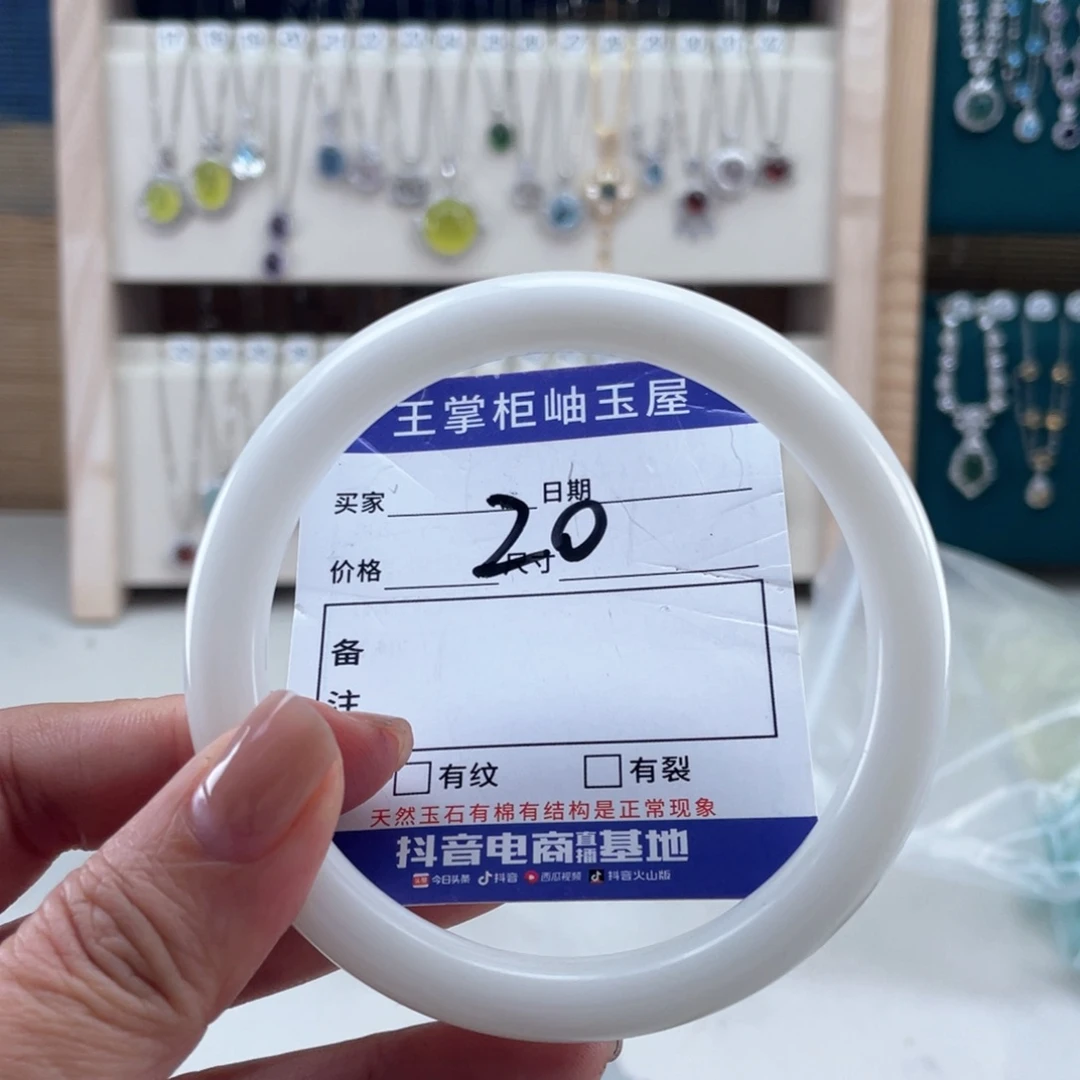 王掌柜岫玉屋
买家 日期
20
价格 尺寸
备
注
有纹 有裂
天然玉石有棉有结构是正常现象
抖音电商直播基地
今日头条 抖音 西瓜视频 抖音火山版